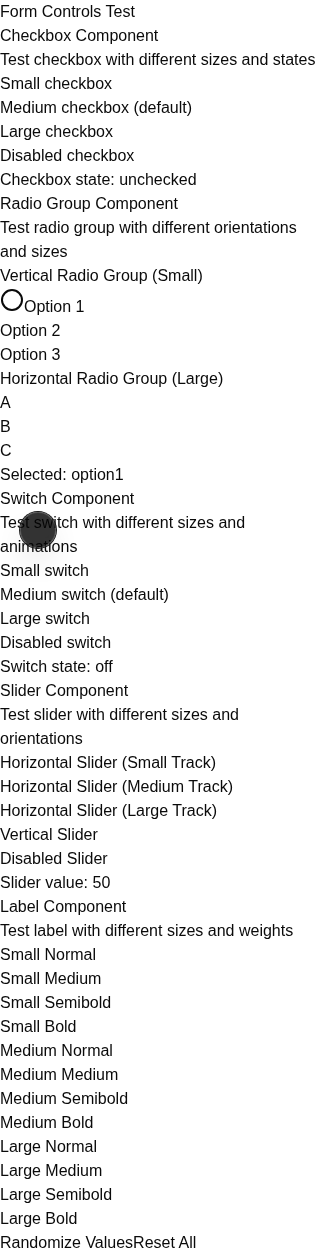 Form Controls Test
Checkbox Component
Test checkbox with different sizes and states
Small checkbox
Medium checkbox (default)
Large checkbox
Disabled checkbox
Checkbox state: unchecked
Radio Group Component
Test radio group with different orientations
and sizes
Vertical Radio Group (Small)
Option 1
Option 2
Option 3
Horizontal Radio Group (Large)
A
B
C
Selected: option1
Switch Component
Test switch with different sizes and
animations
Small switch
Medium switch (default)
Large switch
Disabled switch
Switch state: off
Slider Component
Test slider with different sizes and
orientations
Horizontal Slider (Small Track)
Horizontal Slider (Medium Track)
Horizontal Slider (Large Track)
Vertical Slider
Disabled Slider
Slider value: 50
Label Component
Test label with different sizes and weights
Small Normal
Small Medium
Small Semibold
Small Bold
Medium Normal
Medium Medium
Medium Semibold
Medium Bold
Large Normal
Large Medium
Large Semibold
Large Bold
Randomize ValuesReset All